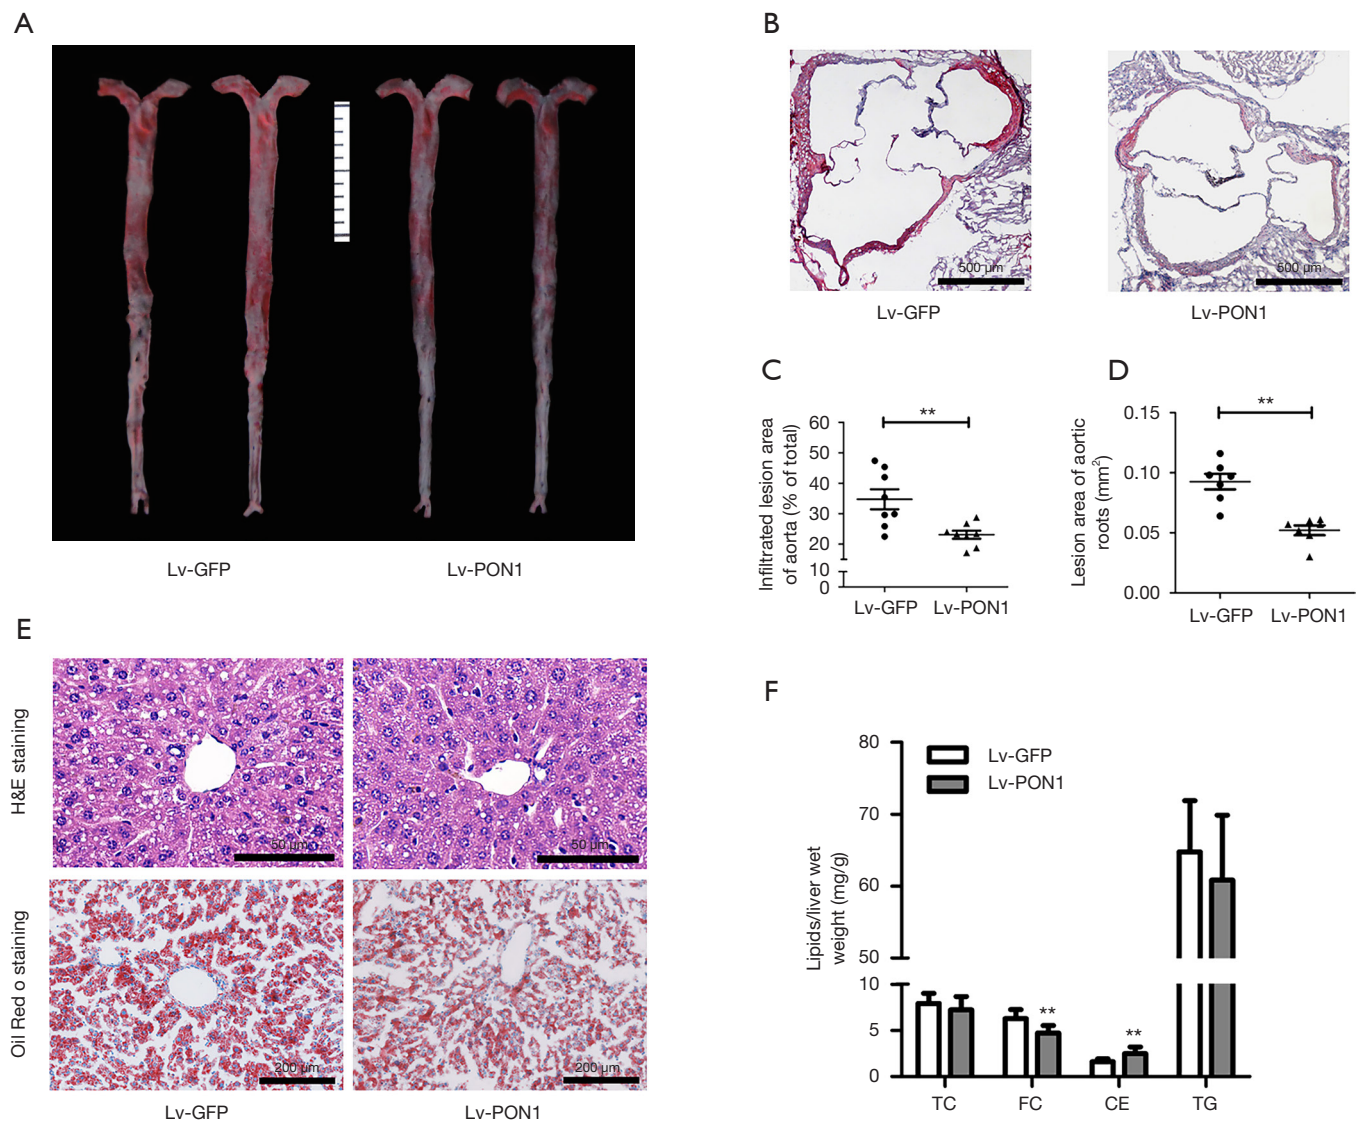 A
Lv-GFP
Lv-PON1
B
500 µm
500 µm
Lv-GFP
Lv-PON1
C
Infiltrated lesion area
of aorta (% of total)
60
50
40
30
20
10
0
**
Lv-GFP
Lv-PON1
D
Lesion area of aortic
roots (mm²)
0.15
0.10
0.05
0.00
**
Lv-GFP
Lv-PON1
E
H&E staining
50 µm
50 µm
Oil Red o staining
200 µm
200 µm
Lv-GFP
Lv-PON1
F
Lipids/liver wet
weight (mg/g)
80
70
60
50
10
5
0
Lv-GFP
Lv-PON1
**
**
TC
FC
CE
TG